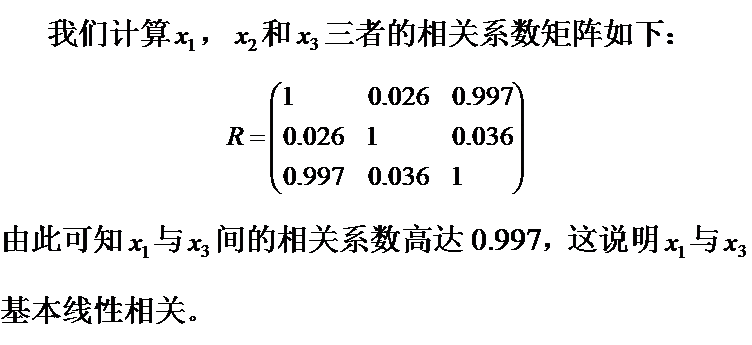 我们计算x₁，x₂和x₃三者的相关系数矩阵如下：
1 0.026 0.997
R= 0.026 1 0.036
0.997 0.036 1
由此可知x₁与x₃间的相关系数高达0.997，这说明x₁与x₃
基本线性相关。